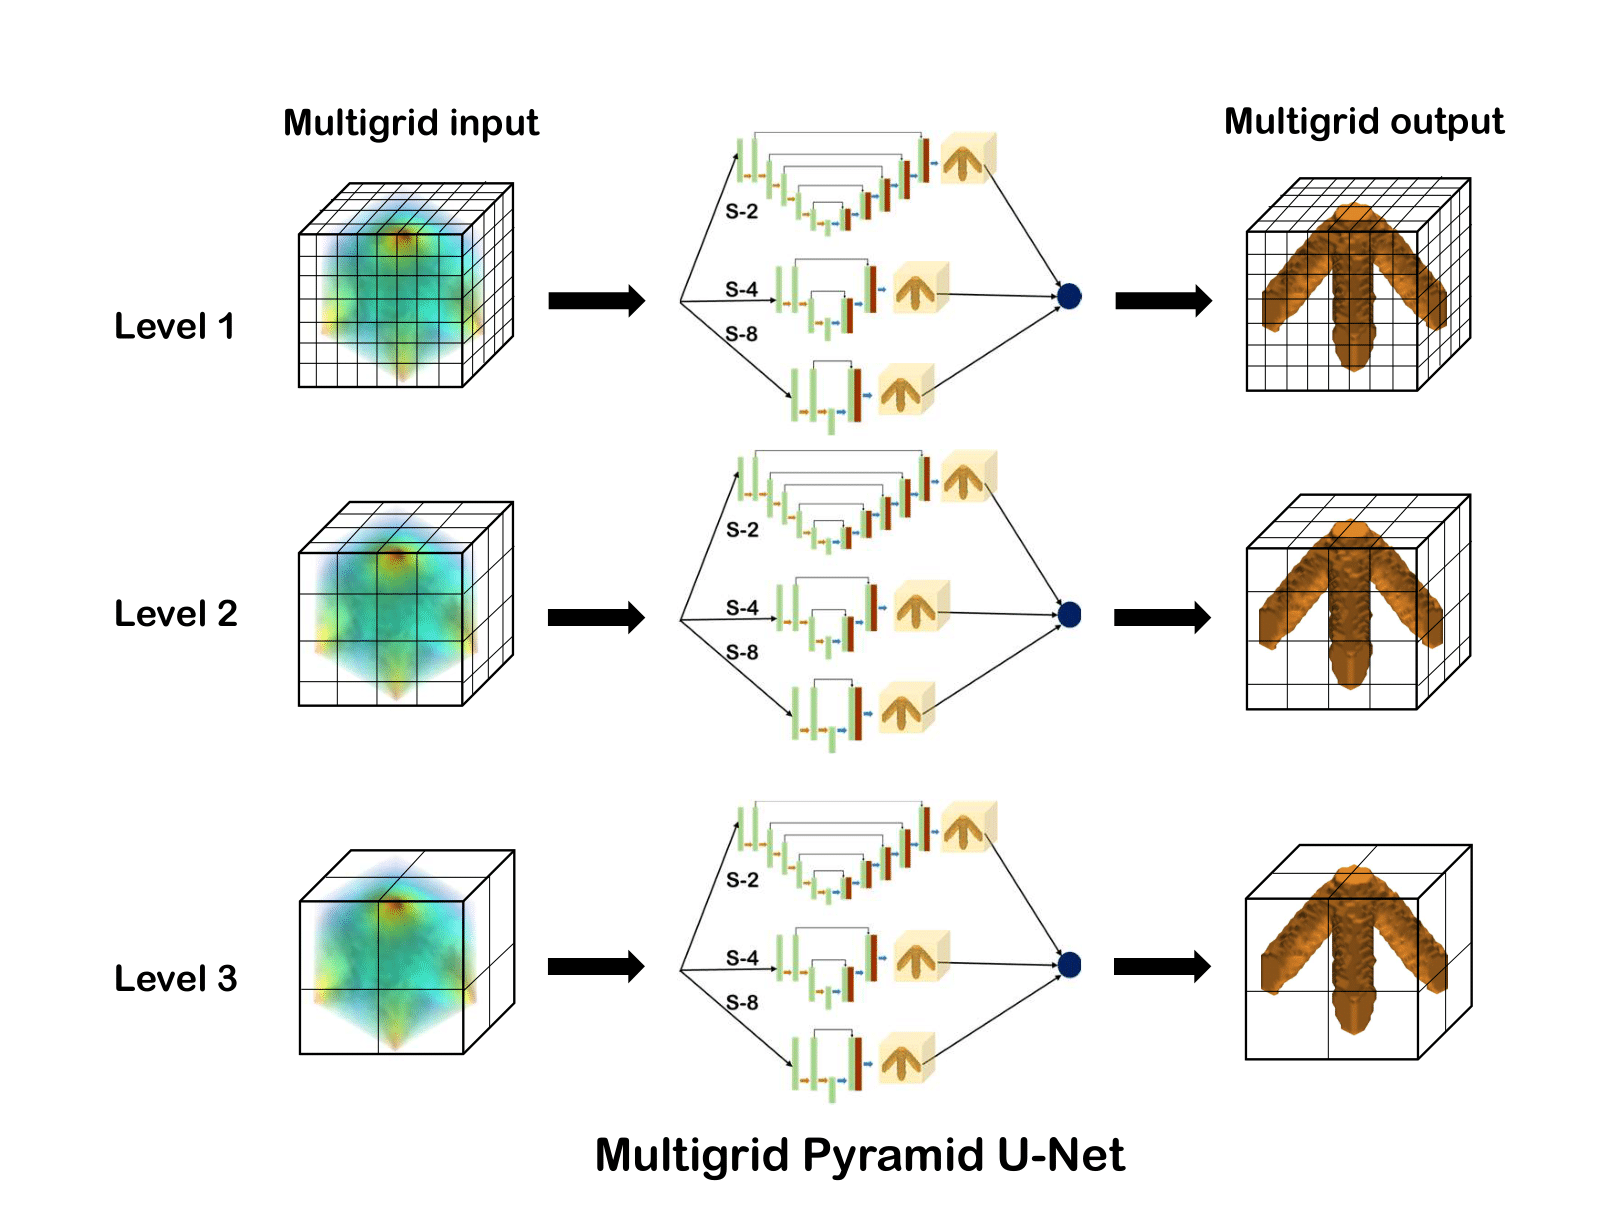 Multigrid input
Multigrid output
Level 1
S-2
S-4
S-8
Level 2
S-2
S-4
S-8
Level 3
S-2
S-4
S-8
Multigrid Pyramid U-Net